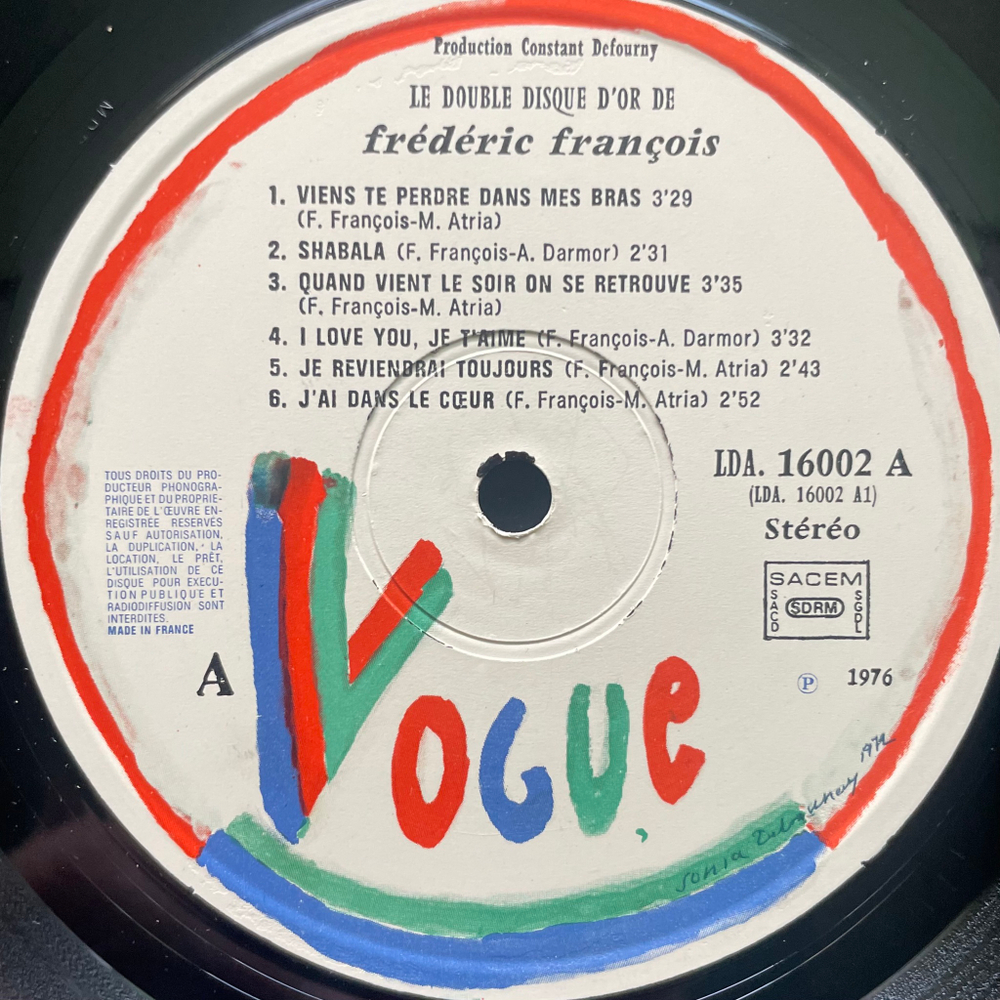 Production Constant Defourny
LE DOUBLE DISQUE D'OR DE
frédéric françois
1. VIENS TE PERDRE DANS MES BRAS 3'29
(F. François-M. Atria)
2. SHABALA (F. François-A. Darmor) 2'31
3. QUAND VIENT LE SOIR ON SE RETROUVE 3'35
(F. François-M. Atria)
4. I LOVE YOU, JE T'AIME (F. François-A. Darmor) 3'32
5. JE REVIENDRAI TOUJOURS (F. François-M. Atria) 2'43
6. J'AI DANS LE CŒUR (F. François-M. Atria) 2'52
TOUS DROITS DU PRO-
DUCTEUR PHONOGRA-
PHIQUE ET DU PROPRIE-
TAIRE DE L'ŒUVRE EN-
REGISTRÉE RESERVÉS
SAUF AUTORISATION,
LA DUPLICATION, LA
LOCATION, LE PRÊT,
L'UTILISATION DE CE
DISQUE POUR EXECU-
TION PUBLIQUE ET
RADIODIFFUSION SONT
INTERDITES.
MADE IN FRANCE
A
LDA. 16002 A
(LDA. 16002 A1)
Stéréo
SACEM
SACD
SDRM
SGDL
℗ 1976
VOGUE
Sonia Delaunay 1972